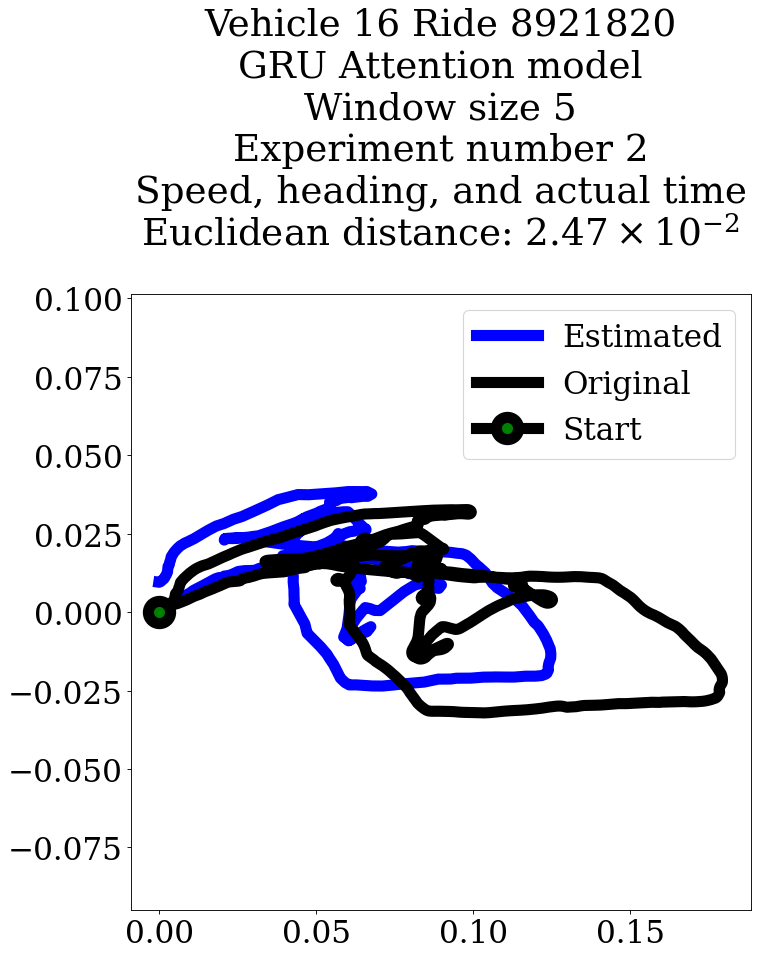 Vehicle 16 Ride 8921820
GRU Attention model
Window size 5
Experiment number 2
Speed, heading, and actual time
Euclidean distance: 2.47 × 10⁻²
0.100
0.075
0.050
0.025
0.000
−0.025
−0.050
−0.075
Estimated
Original
Start
0.00 0.05 0.10 0.15